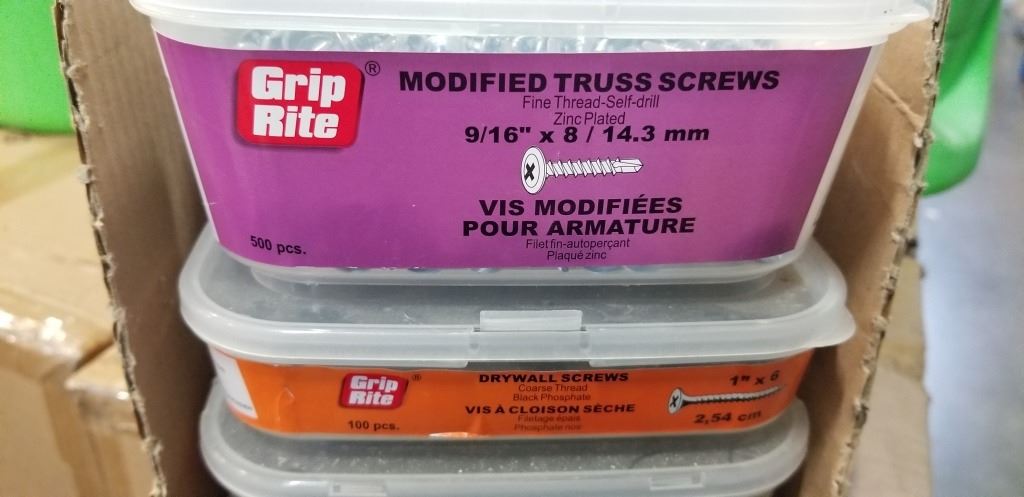 Grip
Rite®
MODIFIED TRUSS SCREWS
Fine Thread-Self-drill
Zinc Plated
9/16" x 8 / 14.3 mm
VIS MODIFIÉES
POUR ARMATURE
Filet fin-autoperçant
Plaqué zinc
500 pcs.
Grip
Rite®
100 pcs.
DRYWALL SCREWS
Coarse Thread
Black Phosphate
VIS À CLOISON SÈCHE
Filetage épais
Phosphate noir
1" x 6
2,54 cm